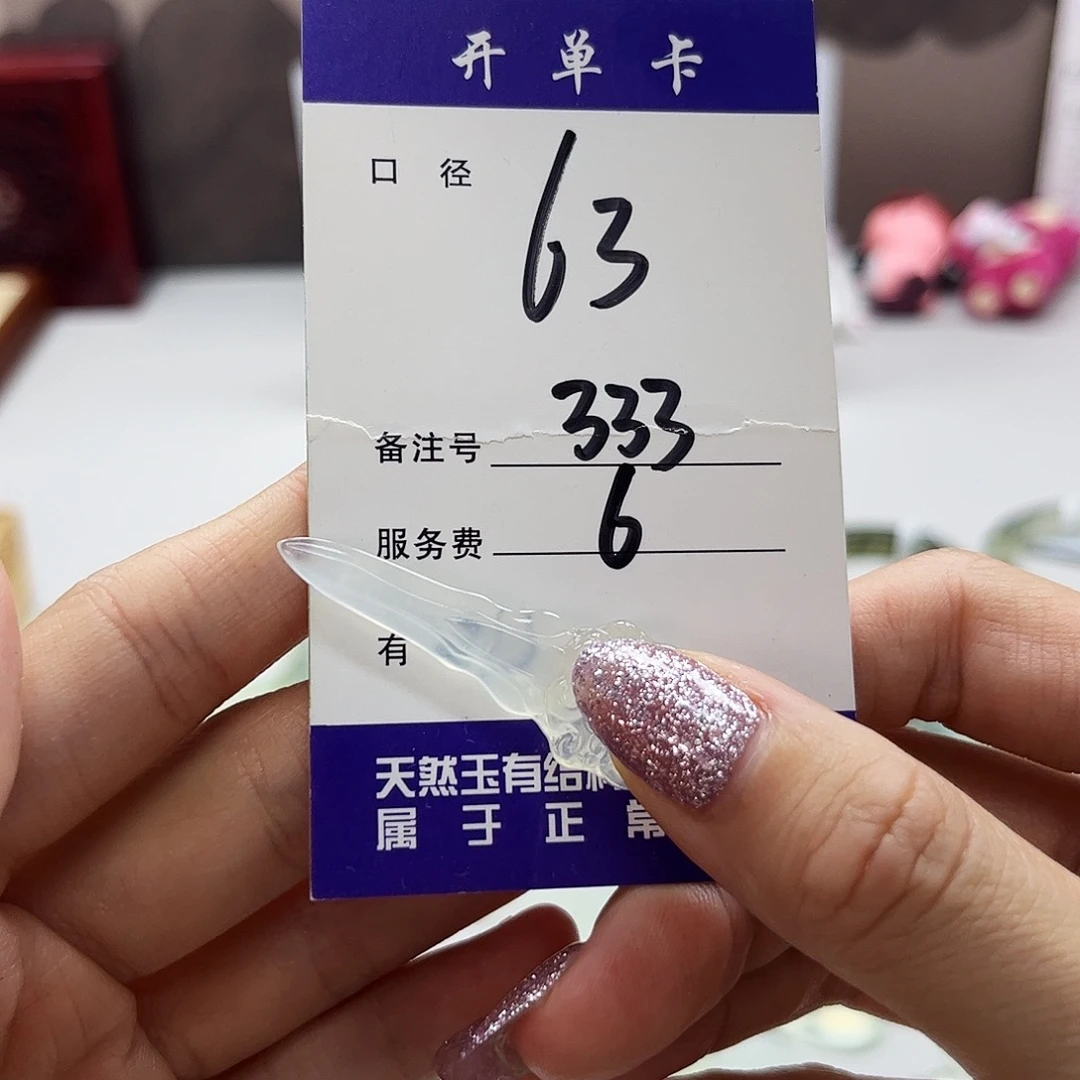 开单卡
口径 63
备注号 333
服务费 6
有
天然玉有结
属于正常